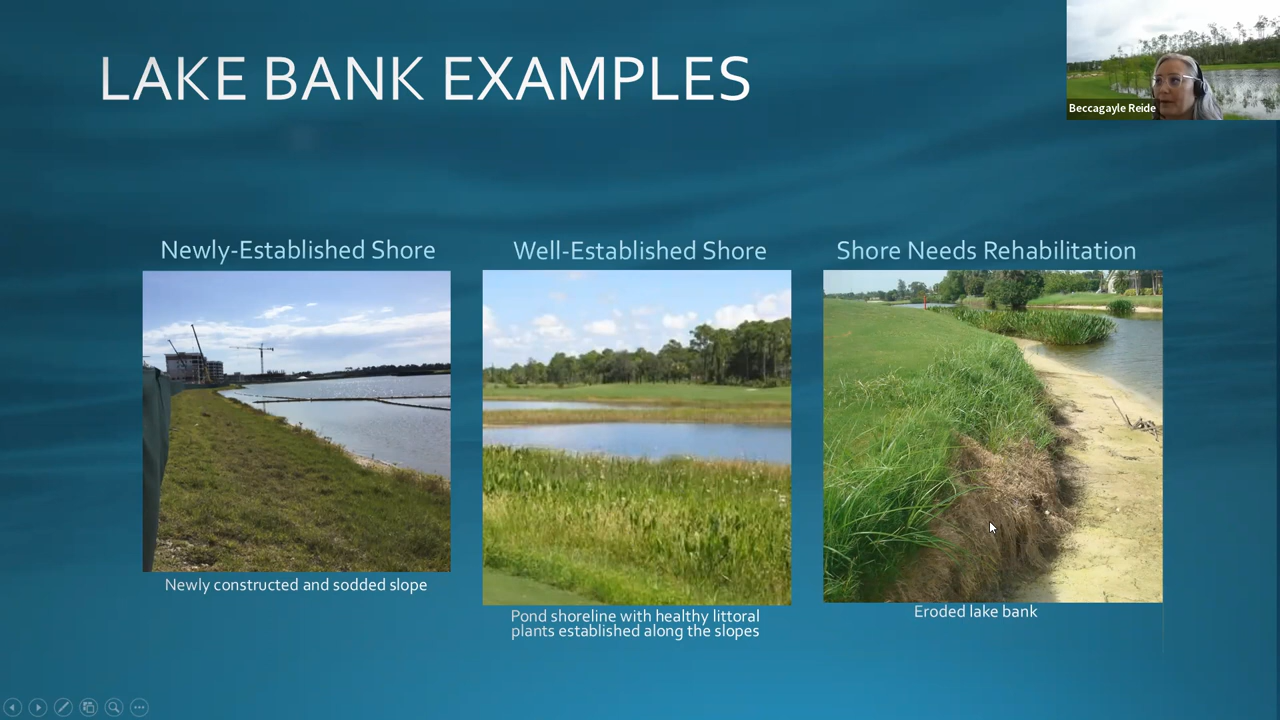 LAKE BANK EXAMPLES
Beccagayle Reide
Newly-Established Shore
Well-Established Shore
Shore Needs Rehabilitation
Newly constructed and sodded slope
Pond shoreline with healthy littoral
plants established along the slopes
Eroded lake bank